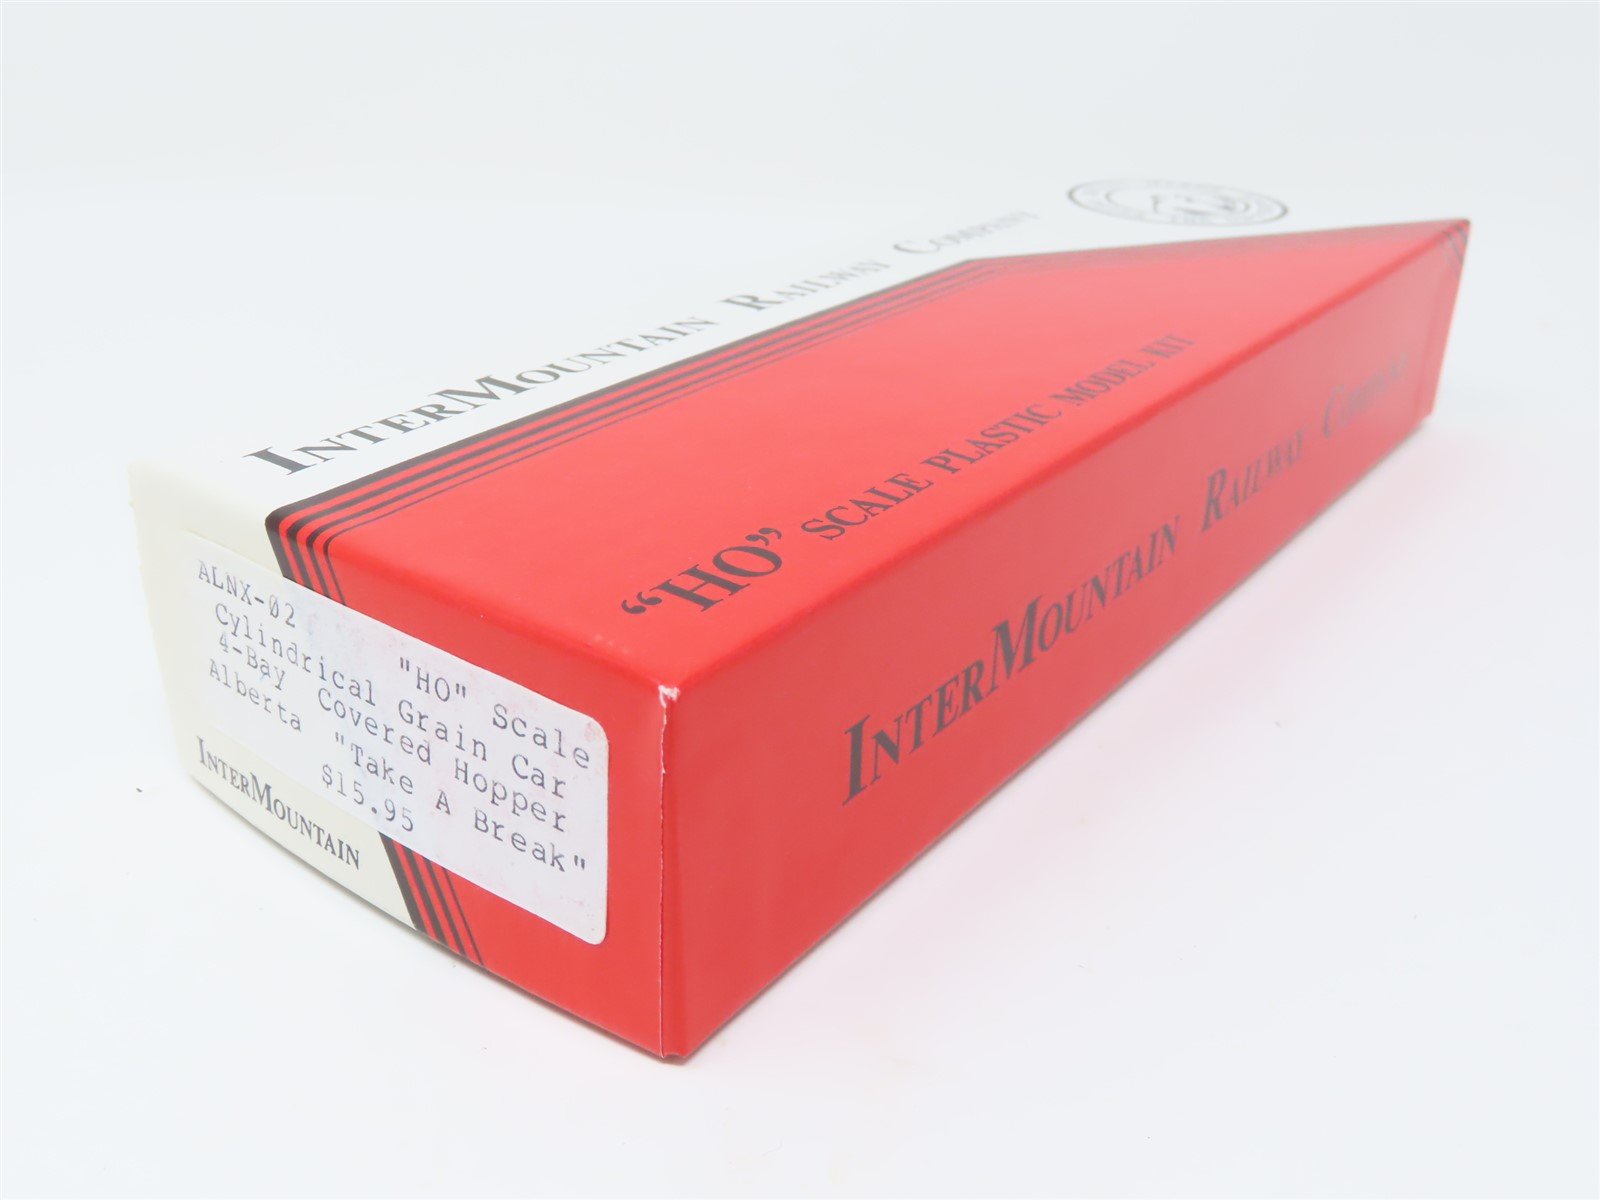 INTERMOUNTAIN RAILWAY COMPANY
"HO" SCALE PLASTIC MODEL KIT
INTERMOUNTAIN RAILWAY COMPANY
ALNX-02 "HO" Scale
Cylindrical Grain Car
4-Bay Covered Hopper
Alberta "Take A Break"
$15.95
INTERMOUNTAIN